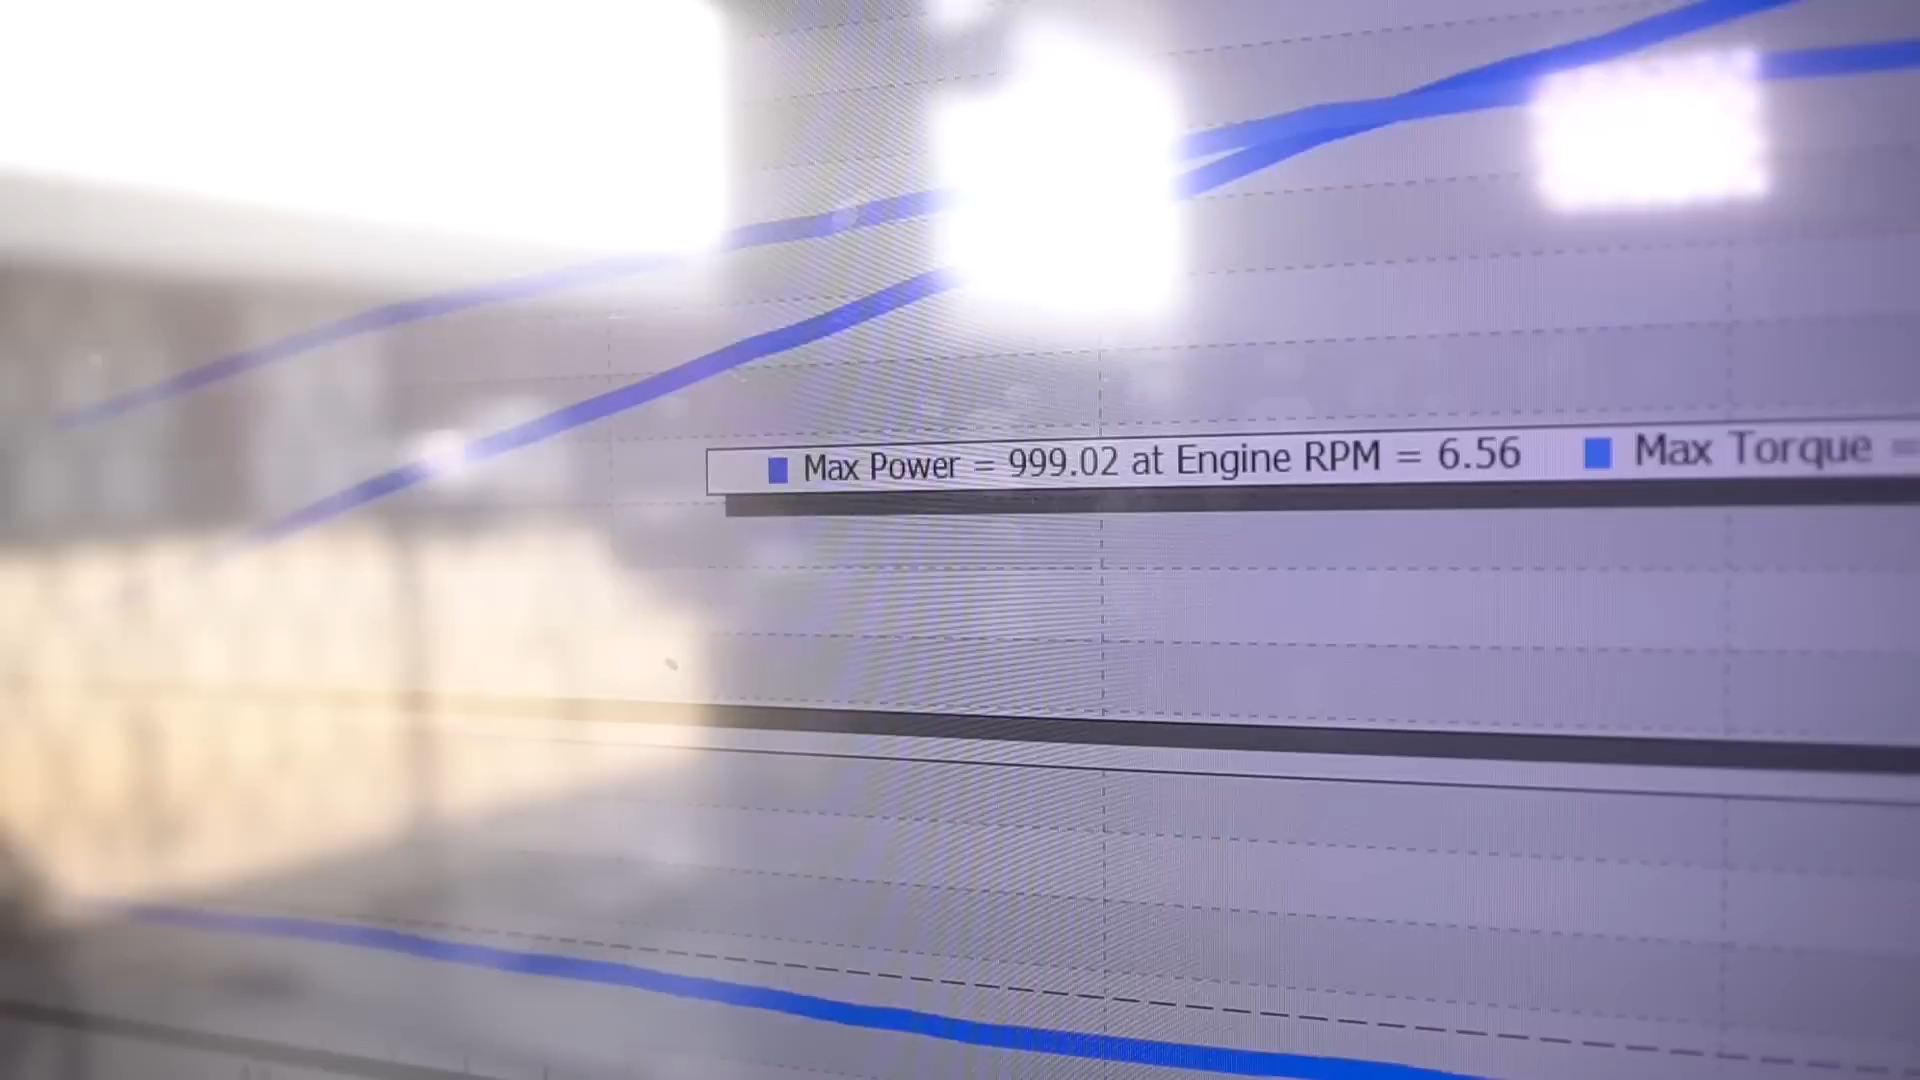 Max Power = 999.02 at Engine RPM = 6.56 Max Torque =